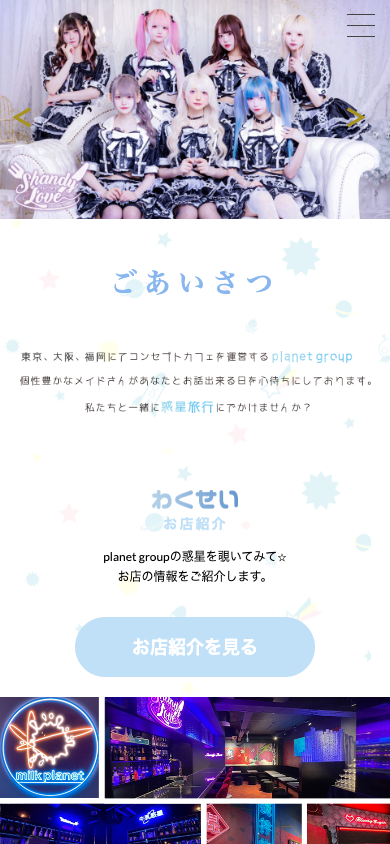 Shandy
Love
ごあいさつ
東京、大阪、福岡にてコンセプトカフェを運営する planet group
個性豊かなメイドさんがあなたとお話出来る日を心待ちにしております。
私たちと一緒に惑星旅行にでかけませんか？
わくせい
お店紹介
planet groupの惑星を覗いてみて☆
お店の情報をご紹介します。
お店紹介を見る
milk planet
Shandy
Love